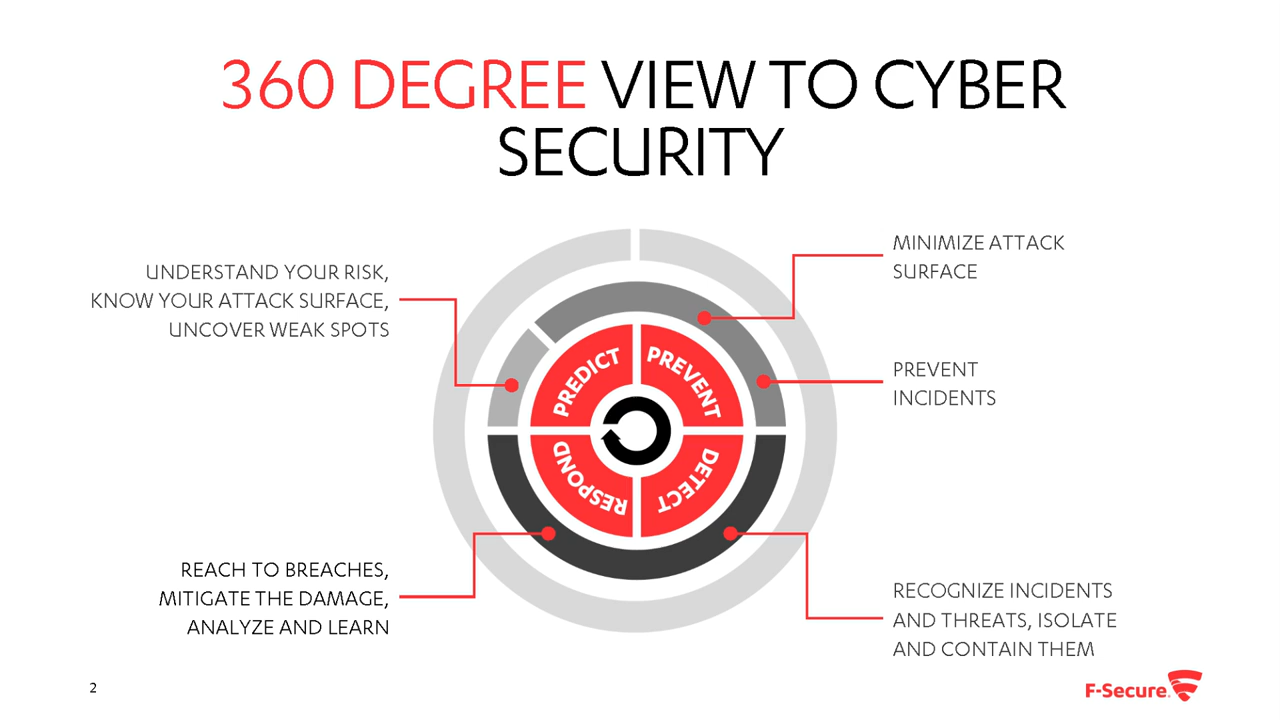 360 DEGREE VIEW TO CYBER
SECURITY
UNDERSTAND YOUR RISK,
KNOW YOUR ATTACK SURFACE,
UNCOVER WEAK SPOTS
MINIMIZE ATTACK
SURFACE
PREVENT
INCIDENTS
PREDICT
PREVENT
DETECT
RESPOND
REACH TO BREACHES,
MITIGATE THE DAMAGE,
ANALYZE AND LEARN
RECOGNIZE INCIDENTS
AND THREATS, ISOLATE
AND CONTAIN THEM
2
F-Secure.